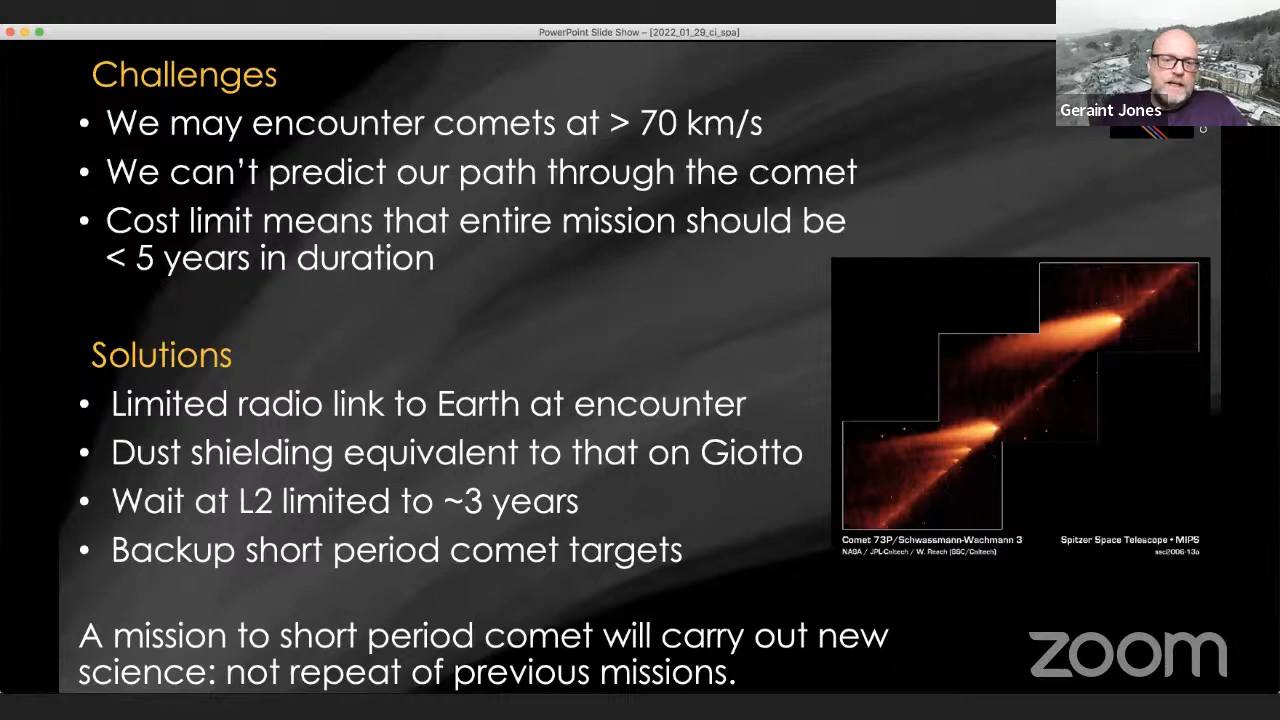 PowerPoint Slide Show – [2022_01_29_ci_spa]
Geraint Jones
Challenges
• We may encounter comets at > 70 km/s
• We can’t predict our path through the comet
• Cost limit means that entire mission should be
< 5 years in duration
Solutions
• Limited radio link to Earth at encounter
• Dust shielding equivalent to that on Giotto
• Wait at L2 limited to ~3 years
• Backup short period comet targets
Comet 73P/Schwassmann-Wachmann 3
NASA / JPL-Caltech / W. Reach (SSC/Caltech)
Spitzer Space Telescope • MIPS
ssc2006-13a
A mission to short period comet will carry out new
science: not repeat of previous missions.
zoom